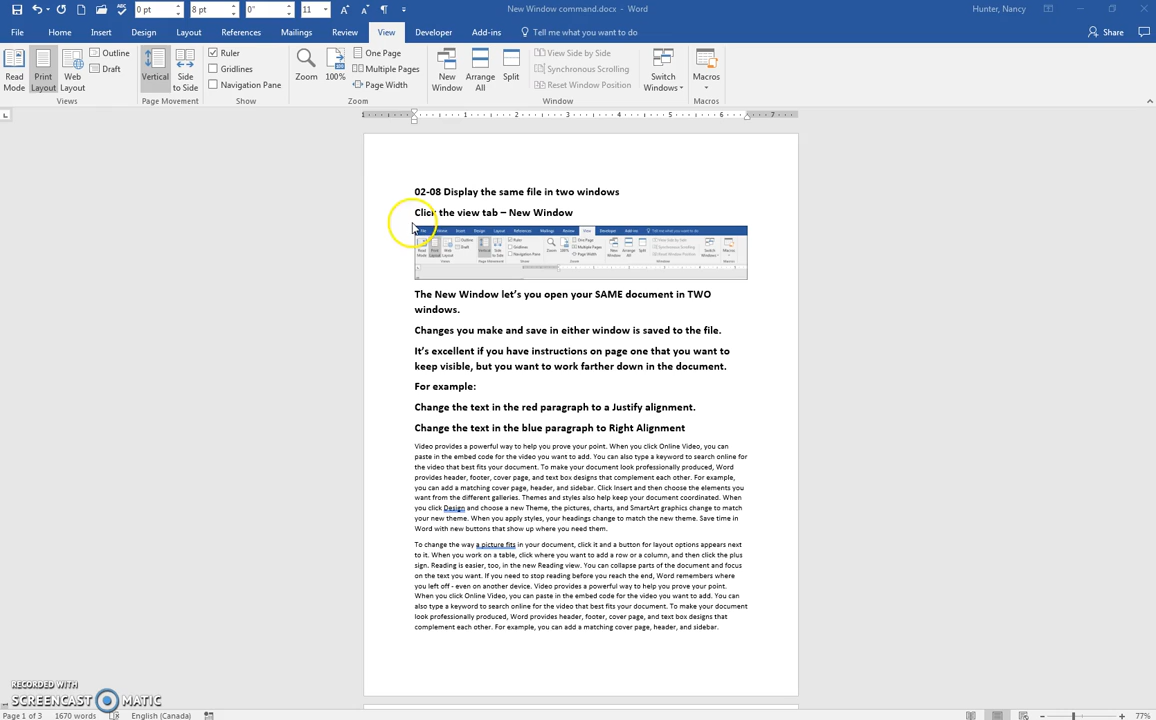 0 pt 8 pt 0° 11 New Window command.docx - Word Hunter, Nancy
File Home Insert Design Layout References Mailings Review View Developer Add-ins Tell me what you want to do Share
Read Mode
Print Layout
Web Layout
Outline
Draft
Views
Vertical
Side to Side
Page Movement
Ruler
Gridlines
Navigation Pane
Show
Zoom
100%
One Page
Multiple Pages
Page Width
Zoom
New Window
Arrange All
Split
View Side by Side
Synchronous Scrolling
Reset Window Position
Switch Windows
Window
Macros
Macros
1 1 2 3 4 5 6 7
02-08 Display the same file in two windows
Click the view tab – New Window
The New Window let's you open your SAME document in TWO
windows.
Changes you make and save in either window is saved to the file.
It's excellent if you have instructions on page one that you want to
keep visible, but you want to work farther down in the document.
For example:
Change the text in the red paragraph to a Justify alignment.
Change the text in the blue paragraph to Right Alignment
Video provides a powerful way to help you prove your point. When you click Online Video, you can
paste in the embed code for the video you want to add. You can also type a keyword to search online for
the video that best fits your document. To make your document look professionally produced, Word
provides header, footer, cover page, and text box designs that complement each other. For example,
you can add a matching cover page, header, and sidebar. Click Insert and then choose the elements you
want from the different galleries. Themes and styles also help keep your document coordinated. When
you click Design and choose a new Theme, the pictures, charts, and SmartArt graphics change to match
your new theme. When you apply styles, your headings change to match the new theme. Save time in
Word with new buttons that show up where you need them.
To change the way a picture fits in your document, click it and a button for layout options appears next
to it. When you work on a table, click where you want to add a row or a column, and then click the plus
sign. Reading is easier, too, in the new Reading view. You can collapse parts of the document and focus
on the text you want. If you need to stop reading before you reach the end, Word remembers where
you left off - even on another device. Video provides a powerful way to help you prove your point.
When you click Online Video, you can paste in the embed code for the video you want to add. You can
also type a keyword to search online for the video that best fits your document. To make your document
look professionally produced, Word provides header, footer, cover page, and text box designs that
complement each other. For example, you can add a matching cover page, header, and sidebar.
RECORDED WITH
SCREENCAST MATIC
Page 1 of 3 1670 words English (Canada) 77%